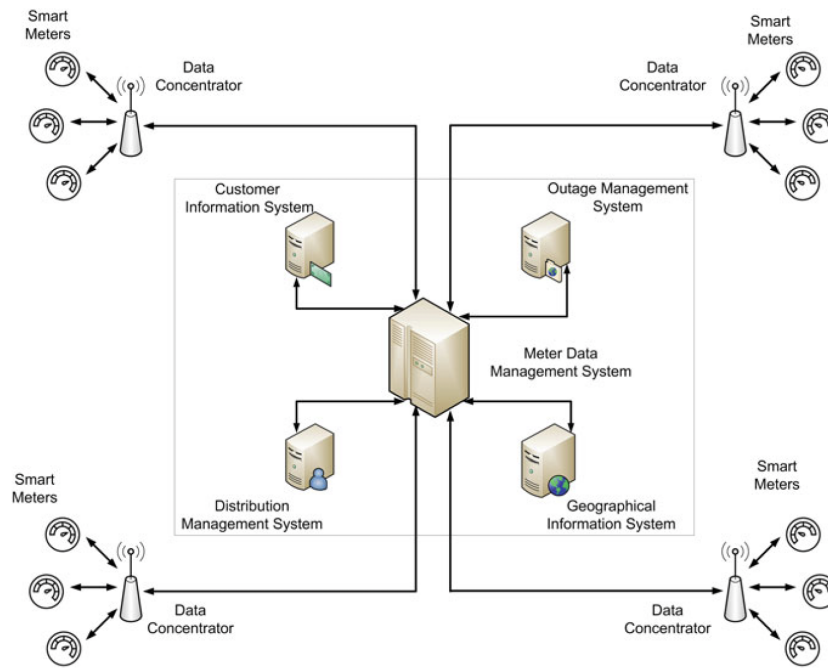 Smart
Meters
Data
Concentrator
Smart
Meters
Data
Concentrator
Customer
Information System
Outage Management
System
Meter Data
Management System
Distribution
Management System
Geographical
Information System
Smart
Meters
Data
Concentrator
Smart
Meters
Data
Concentrator